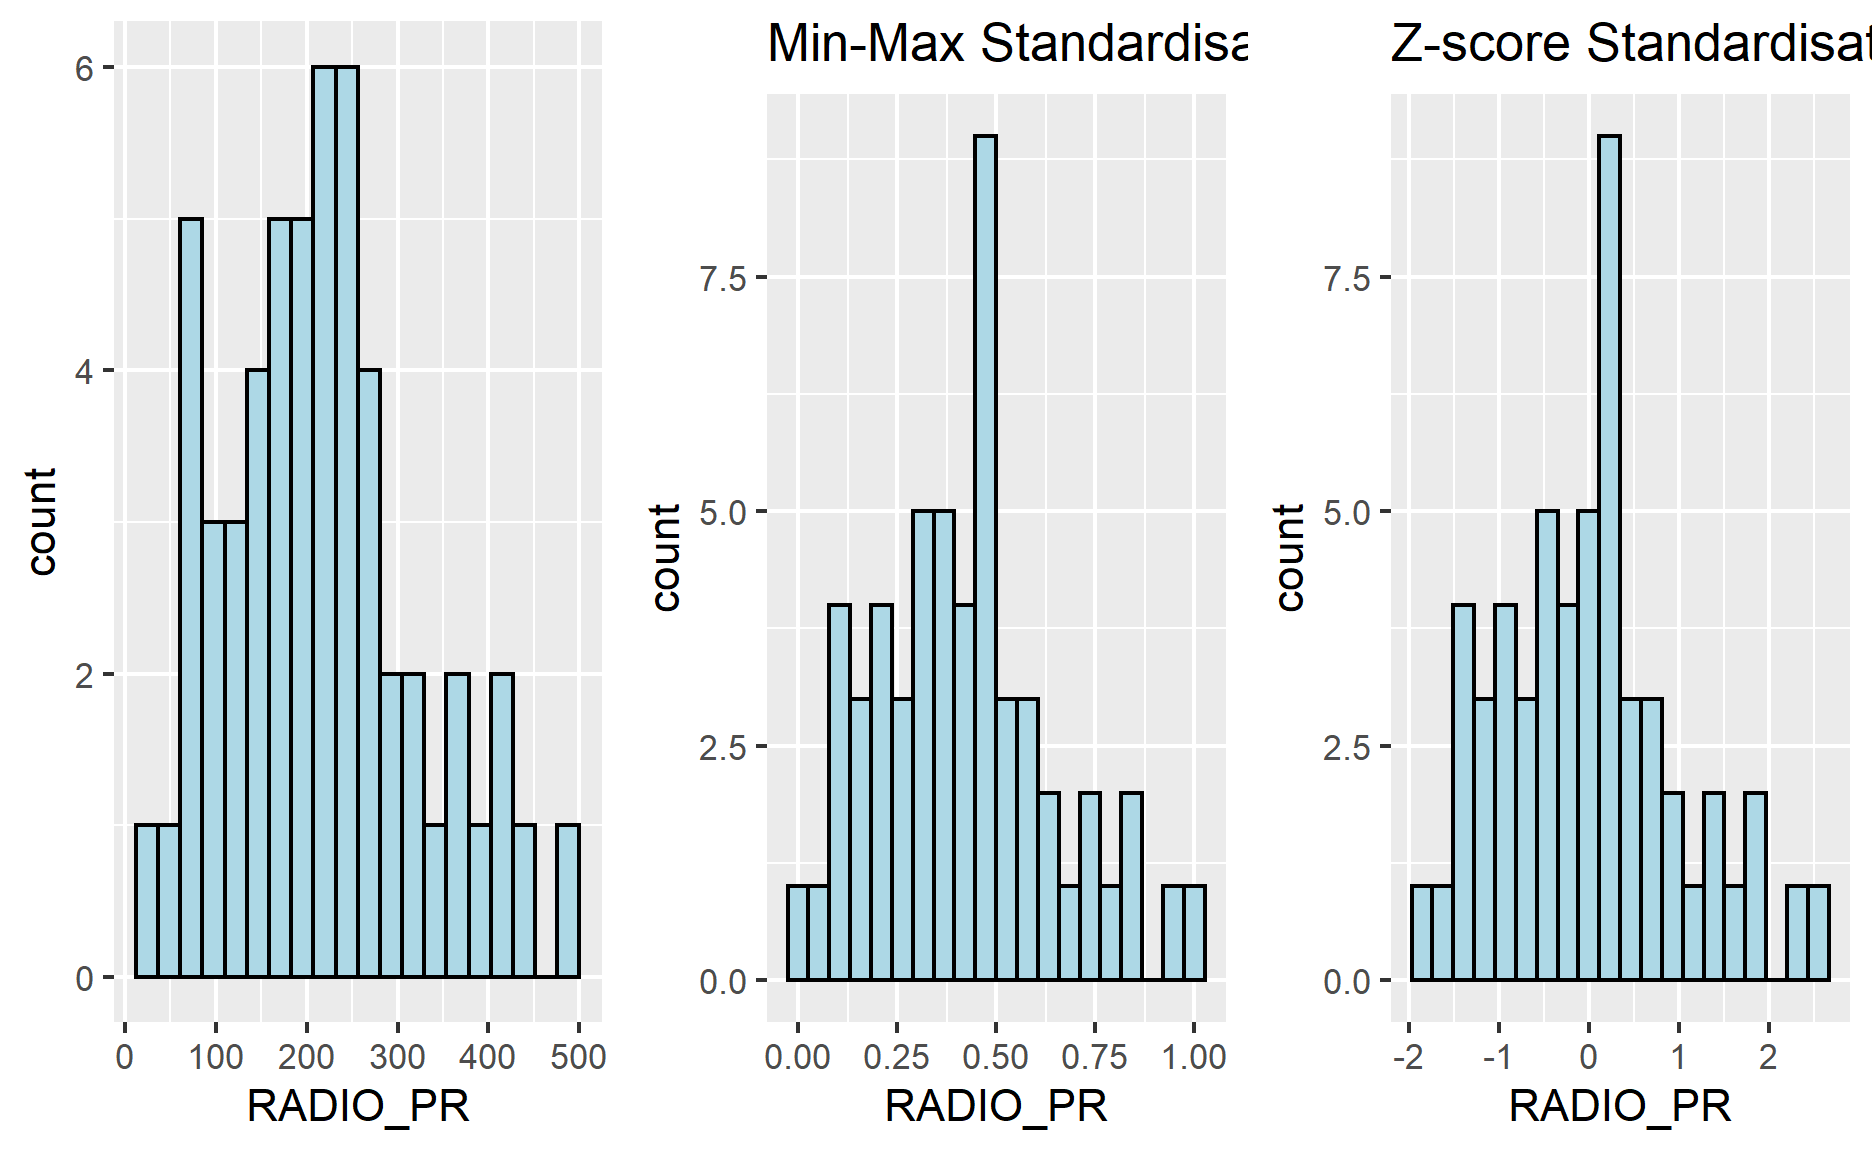 Min-Max Standardisa
Z-score Standardisat
count
6
4
2
0
0 100 200 300 400 500
RADIO_PR
count
7.5
5.0
2.5
0.0
0.00 0.25 0.50 0.75 1.00
RADIO_PR
count
7.5
5.0
2.5
0.0
-2 -1 0 1 2
RADIO_PR